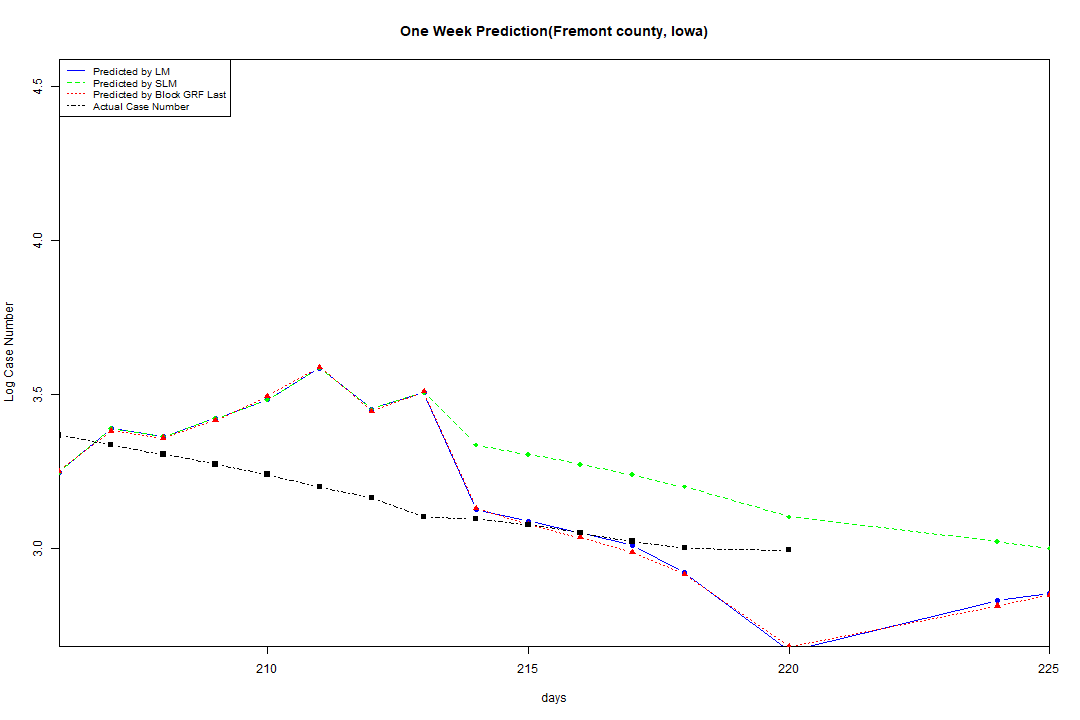 One Week Prediction(Fremont county, Iowa)
Predicted by LM
Predicted by SLM
Predicted by Block GRF Last
Actual Case Number
4.5
4.0
3.5
3.0
Log Case Number
210
215
220
225
days